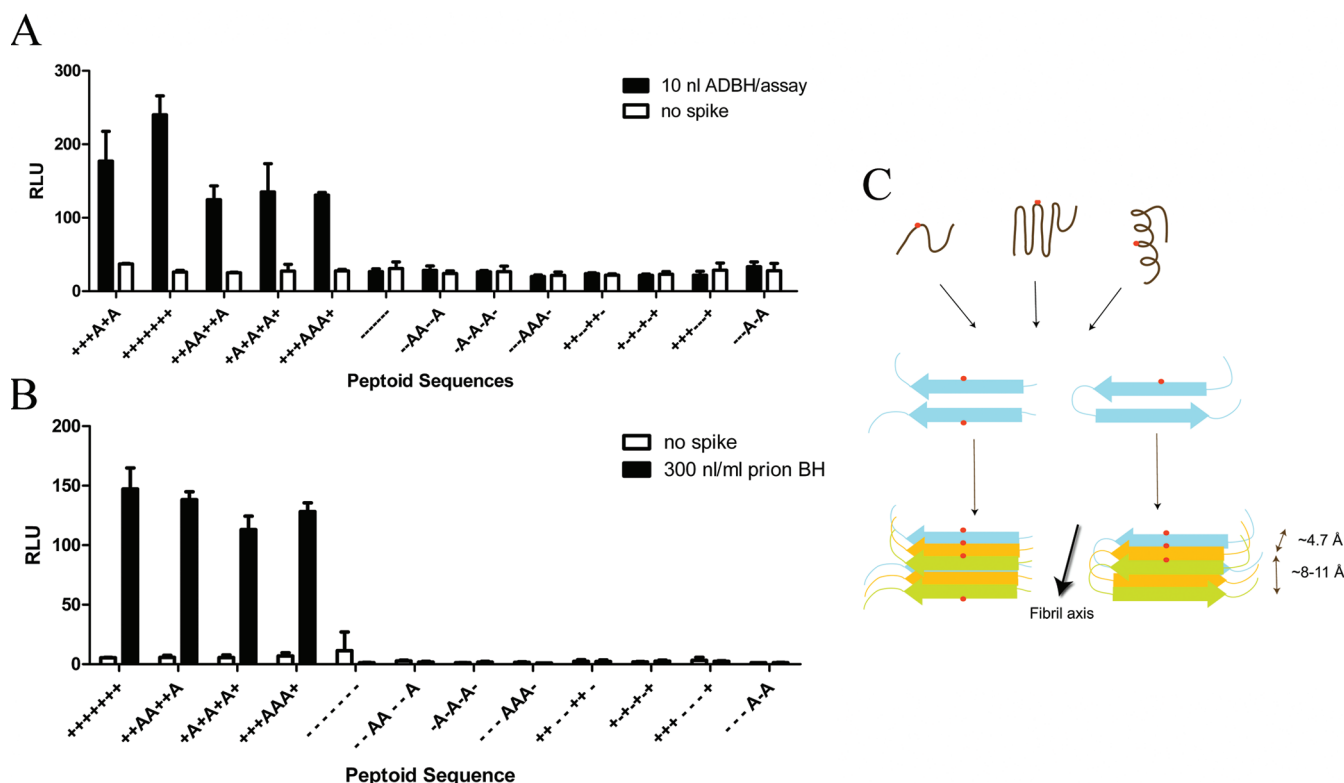 A
300
200
100
0
RLU
10 nl ADBH/assay
no spike
+++A+A
++++++
++AA++A
+A+A+A+
+++AAA+
------
--AA--A
-A-A-A-
---AAA-
++--++-
+-+-+-+
+++---+
---A-A
Peptoid Sequences
B
200
150
100
50
0
RLU
no spike
300 nl/ml prion BH
+++++++
++AA++A
+A+A+A+
+++AAA+
- - - - - -
- - AA - - A
-A-A-A-
- - - AAA-
++ - - ++ -
+-+-+-+
+++ - - - +
- - - A-A
Peptoid Sequence
C
~4.7 Å
~8-11 Å
Fibril axis